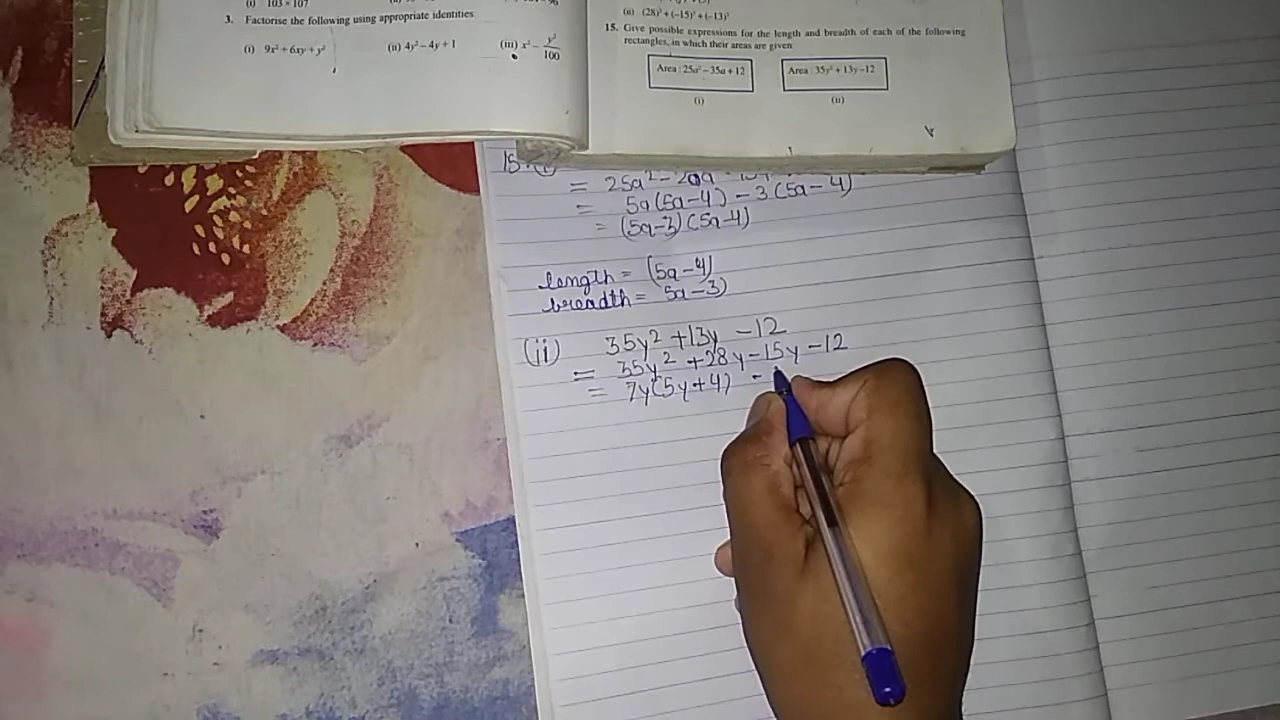 (i) 103 × 107
3. Factorise the following using appropriate identities:
(i) 9x² + 6xy + y² (ii) 4y² – 4y + 1 (iii) x² – y²/100
(ii) (28)³ + (–15)³ + (–13)³
15. Give possible expressions for the length and breadth of each of the following
rectangles, in which their areas are given:
Area : 25a² – 35a + 12 Area : 35y² + 13y – 12
(i) (ii)
15. (i)
= 25a² - 20a
= 5a(5a-4) - 3(5a-4)
= (5a-3)(5a-4)
length = (5a-4)
breadth = 5a-3)
(ii) 35y² +13y -12
= 35y² +28y -15y -12
= 7y(5y+4) -